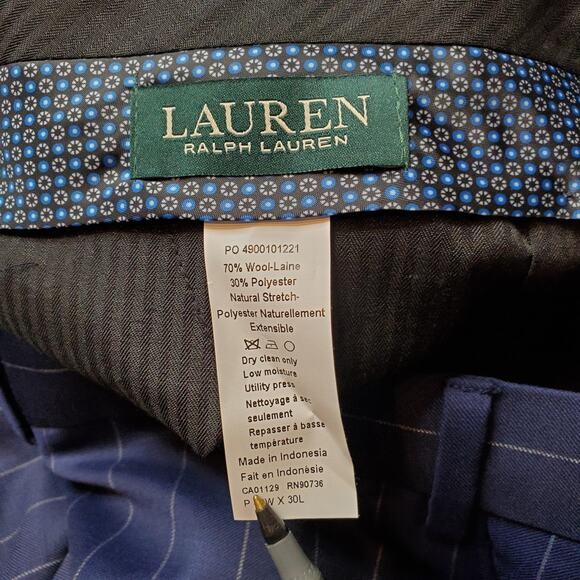 LAUREN
RALPH LAUREN
PO 4900101221
70% Wool-Laine
30% Polyester
Natural Stretch-
Polyester Naturellement
Extensible
Dry clean only
Low moisture
Utility press
Nettoyage à sec
seulement
Repasser à basse
température
Made in Indonesia
Fait en Indonésie
CA01129 RN90736
W X 30L